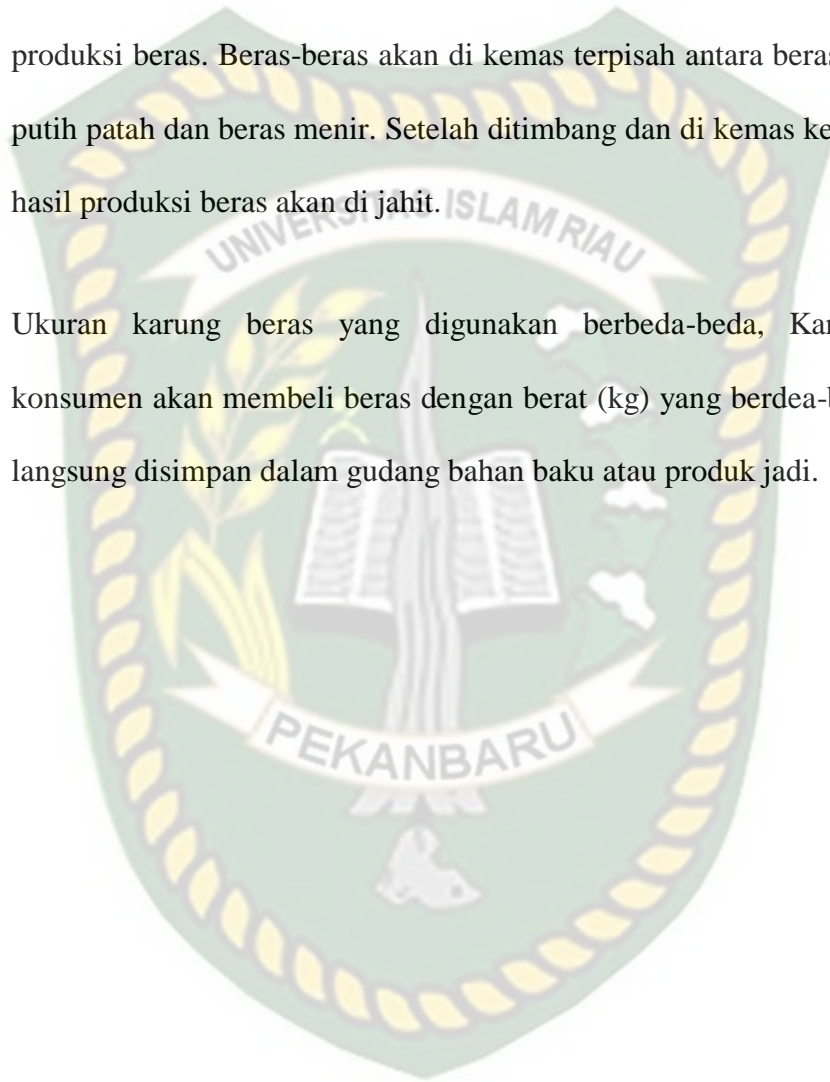 produksi beras. Beras-beras akan di kemas terpisah antara beras
putih patah dan beras menir. Setelah ditimbang dan di kemas ke
hasil produksi beras akan di jahit.
UNIVERSITAS ISLAM RIAU
Ukuran karung beras yang digunakan berbeda-beda, Kar
konsumen akan membeli beras dengan berat (kg) yang berdea-b
langsung disimpan dalam gudang bahan baku atau produk jadi.
PEKANBARU